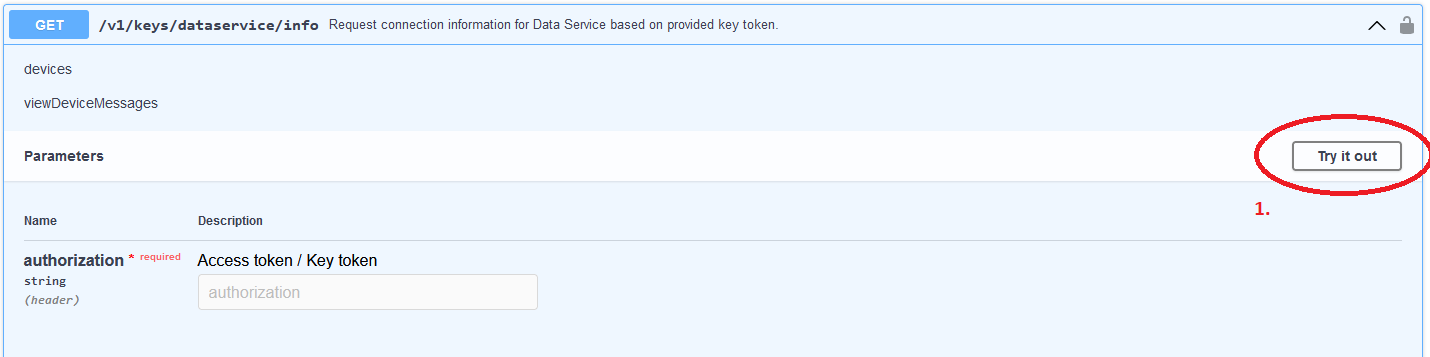 GET /v1/keys/dataservice/info Request connection information for Data Service based on provided key token.
devices
viewDeviceMessages
Parameters Try it out
1.
Name Description
authorization * required Access token / Key token
string authorization
(header)